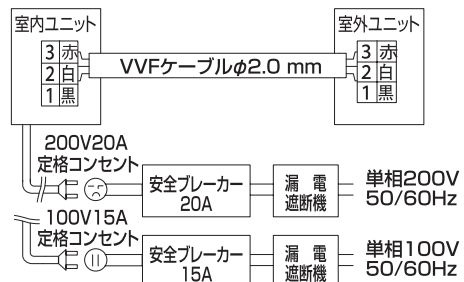 室内ユニット
室外ユニット
3 赤
2 白
1 黒
VVFケーブルφ2.0 mm
3 赤
2 白
1 黒
200V20A
定格コンセント
安全ブレーカー
20A
漏 電
遮断機
単相200V
50/60Hz
100V15A
定格コンセント
安全ブレーカー
15A
漏 電
遮断機
単相100V
50/60Hz